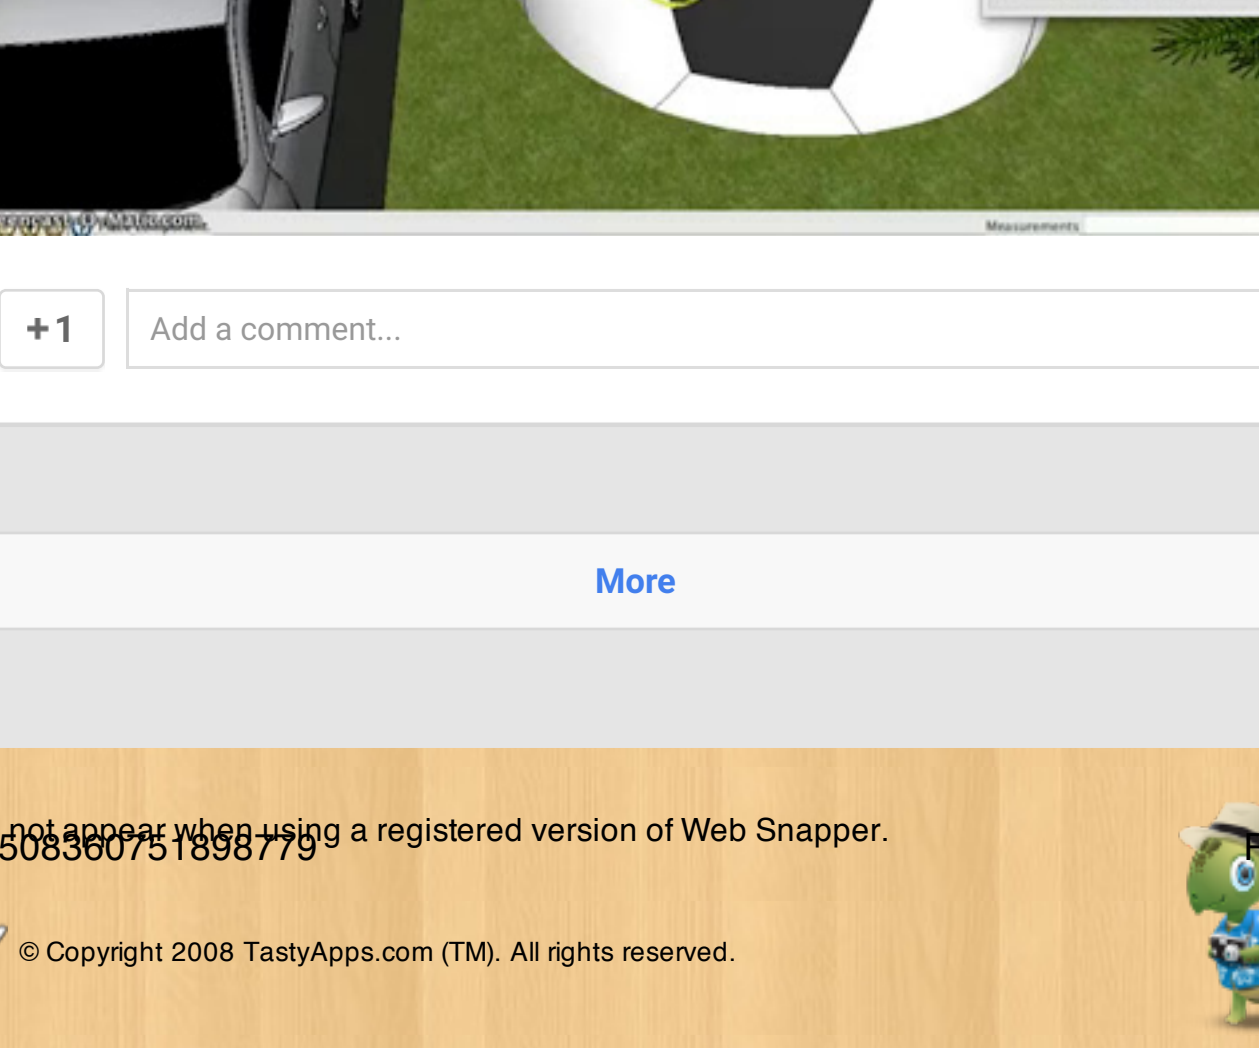 Measurements
+1
Add a comment...
More
not appear when using a registered version of Web Snapper.
508360751898779
© Copyright 2008 TastyApps.com (TM). All rights reserved.